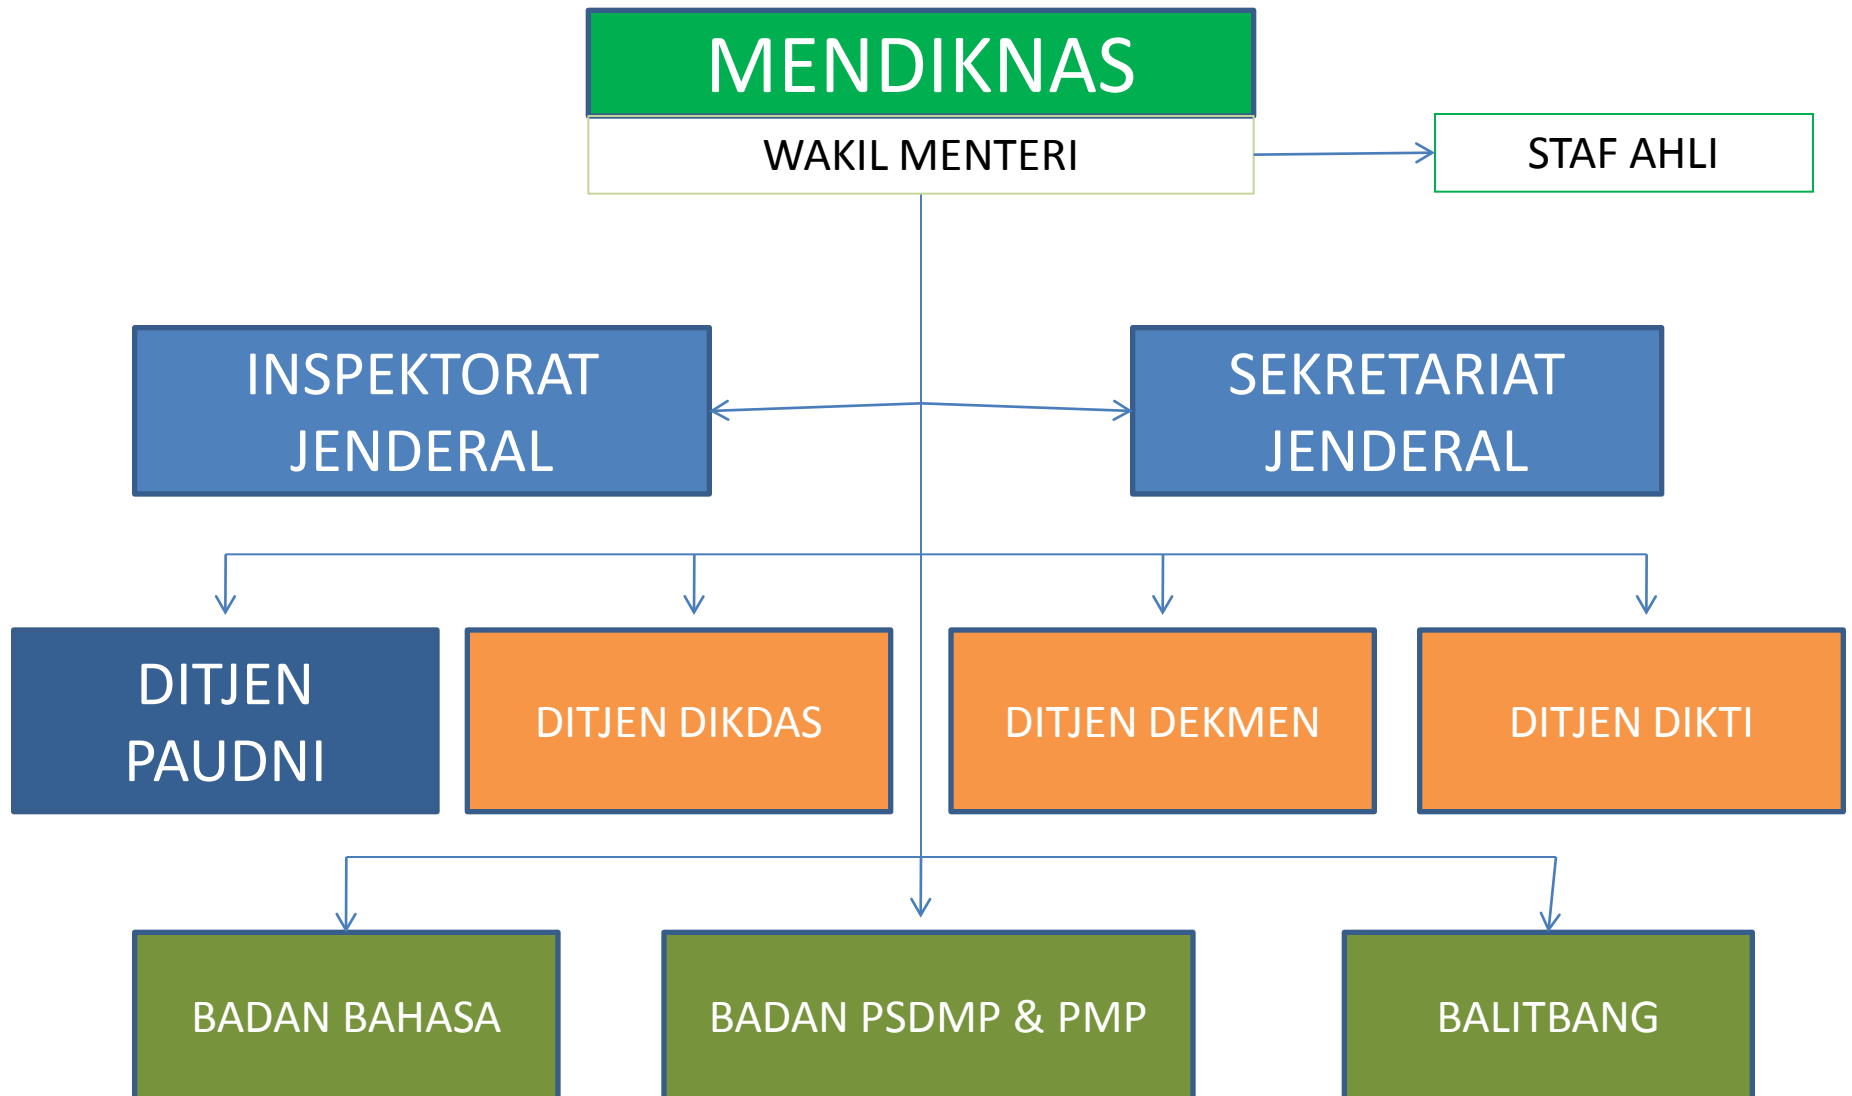 MENDIKNAS
WAKIL MENTERI
STAF AHLI
INSPEKTORAT
JENDERAL
SEKRETARIAT
JENDERAL
DITJEN
PAUDNI
DITJEN DIKDAS
DITJEN DEKMEN
DITJEN DIKTI
BADAN BAHASA
BADAN PSDMP & PMP
BALITBANG